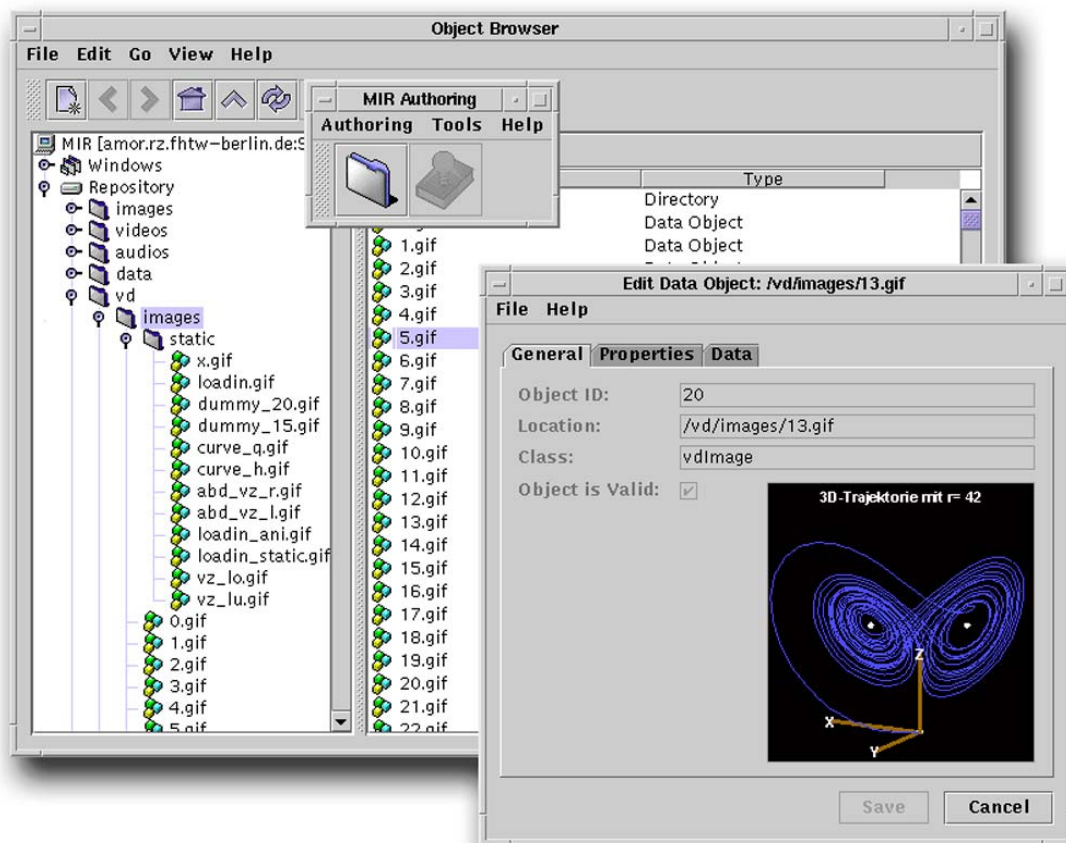 Object Browser
File Edit Go View Help
MIR Authoring
Authoring Tools Help
MIR [amor.rz.fhtw-berlin.de:
Windows
Repository
images
videos
audios
data
vd
images
static
x.gif
loadin.gif
dummy_20.gif
dummy_15.gif
curve_q.gif
curve_h.gif
abd_vz_r.gif
abd_vz_l.gif
loadin_ani.gif
loadin_static.gif
vz_lo.gif
vz_lu.gif
0.gif
1.gif
2.gif
3.gif
4.gif
5.gif
Type
Directory
Data Object
1.gif Data Object
2.gif
3.gif
4.gif
5.gif
6.gif
7.gif
8.gif
9.gif
10.gif
11.gif
12.gif
13.gif
14.gif
15.gif
16.gif
17.gif
18.gif
19.gif
20.gif
21.gif
22.gif
Edit Data Object: /vd/images/13.gif
File Help
General Properties Data
Object ID: 20
Location: /vd/images/13.gif
Class: vdImage
Object is Valid:
3D-Trajektorie mit r= 42
Z
X
Y
Save Cancel